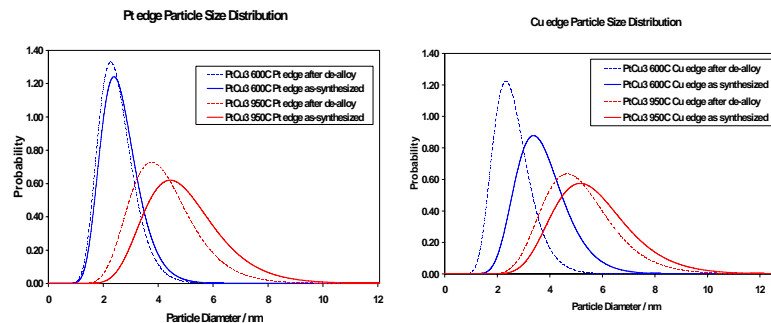 Pt edge Particle Size Distribution
1.40
1.20
1.00
0.80
0.60
0.40
0.20
0.00
Probability
PtCu3 600C Pt edge after de-alloy
PtCu3 600C Pt edge as-synthesized
PtCu3 950C Pt edge after de-alloy
PtCu3 950C Pt edge as-synthesized
0 2 4 6 8 10 12
Particle Diameter / nm
Cu edge Particle Size Distribution
1.40
1.20
1.00
0.80
0.60
0.40
0.20
0.00
Probability
PtCu3 600C Cu edge after de-alloy
PtCu3 600C Cu edge as synthesized
PtCu3 950C Cu edge after de-alloy
PtCu3 950C Cu edge as synthesized
0 2 4 6 8 10 12
Particle Diameter / nm